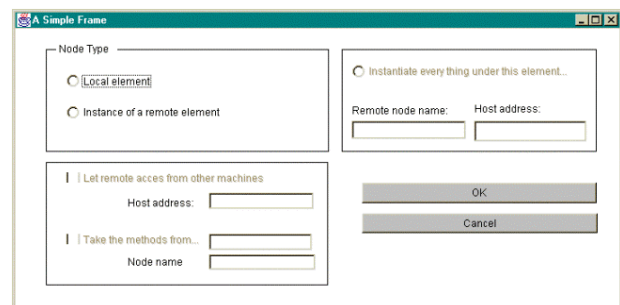 A Simple Frame
Node Type
Local element
Instance of a remote element
Instantiate every thing under this element...
Remote node name:
Host address:
Let remote acces from other machines
Host address:
Take the methods from...
Node name
OK
Cancel